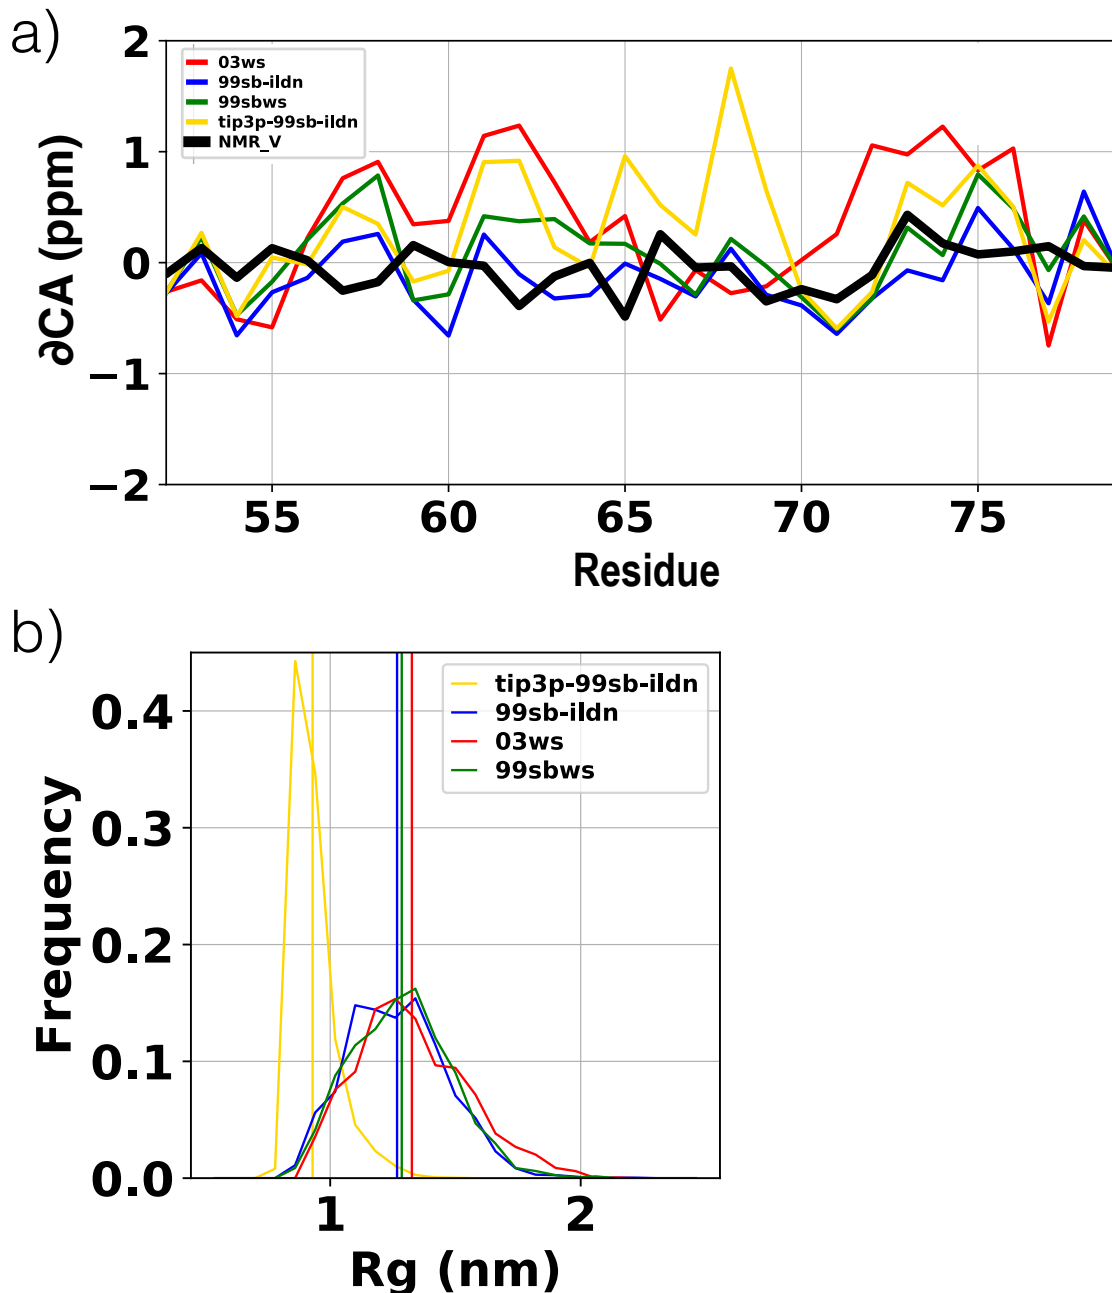 a)
2
1
0
−1
−2
∂CA (ppm)
03ws
99sb-ildn
99sbws
tip3p-99sb-ildn
NMR_V
55 60 65 70 75
Residue
b)
0.4
0.3
0.2
0.1
0.0
Frequency
tip3p-99sb-ildn
99sb-ildn
03ws
99sbws
1 2
Rg (nm)